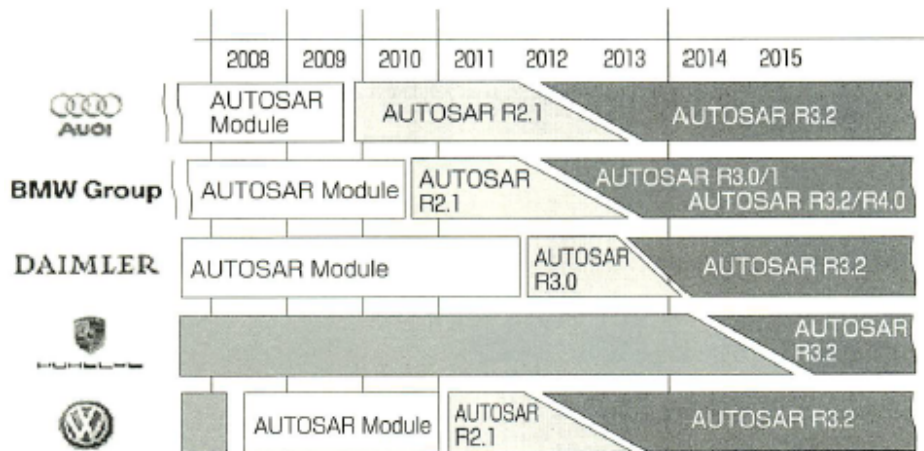 2008 2009 2010 2011 2012 2013 2014 2015
Audi
AUTOSAR
Module
AUTOSAR R2.1
AUTOSAR R3.2
BMW Group
AUTOSAR Module
AUTOSAR
R2.1
AUTOSAR R3.0/1
AUTOSAR R3.2/R4.0
DAIMLER
AUTOSAR Module
AUTOSAR
R3.0
AUTOSAR R3.2
AUTOSAR
R3.2
AUTOSAR Module
AUTOSAR
R2.1
AUTOSAR R3.2